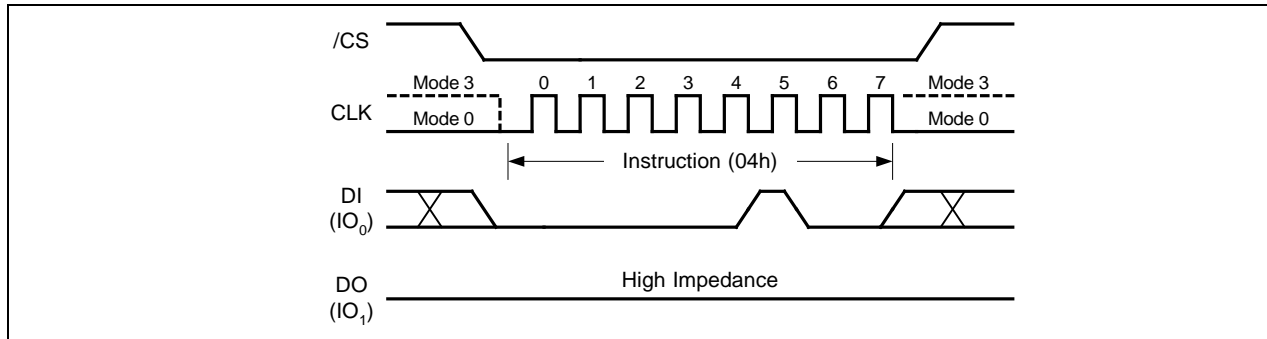 /CS
Mode 3 0 1 2 3 4 5 6 7 Mode 3
CLK
Mode 0 Mode 0
Instruction (04h)
DI
(IO0)
High Impedance
DO
(IO1)